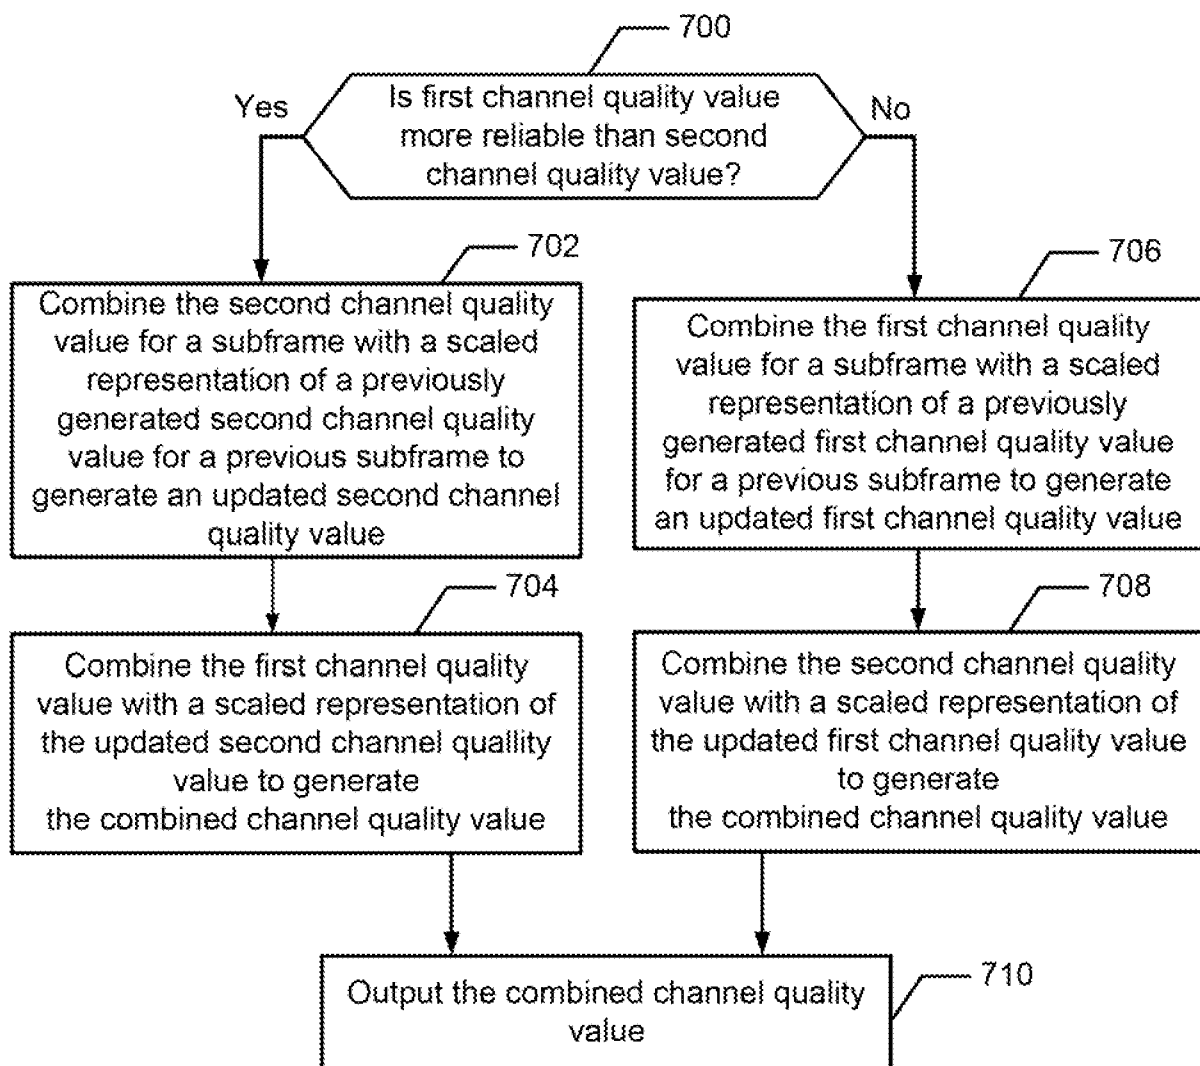 700
Is first channel quality value
more reliable than second
channel quality value?
Yes
No
702
Combine the second channel quality
value for a subframe with a scaled
representation of a previously
generated second channel quality
value for a previous subframe to
generate an updated second channel
quality value
706
Combine the first channel quality
value for a subframe with a scaled
representation of a previously
generated first channel quality value
for a previous subframe to generate
an updated first channel quality value
704
Combine the first channel quality
value with a scaled representation of
the updated second channel quallity
value to generate
the combined channel quality value
708
Combine the second channel quality
value with a scaled representation of
the updated first channel quality value
to generate
the combined channel quality value
710
Output the combined channel quality
value